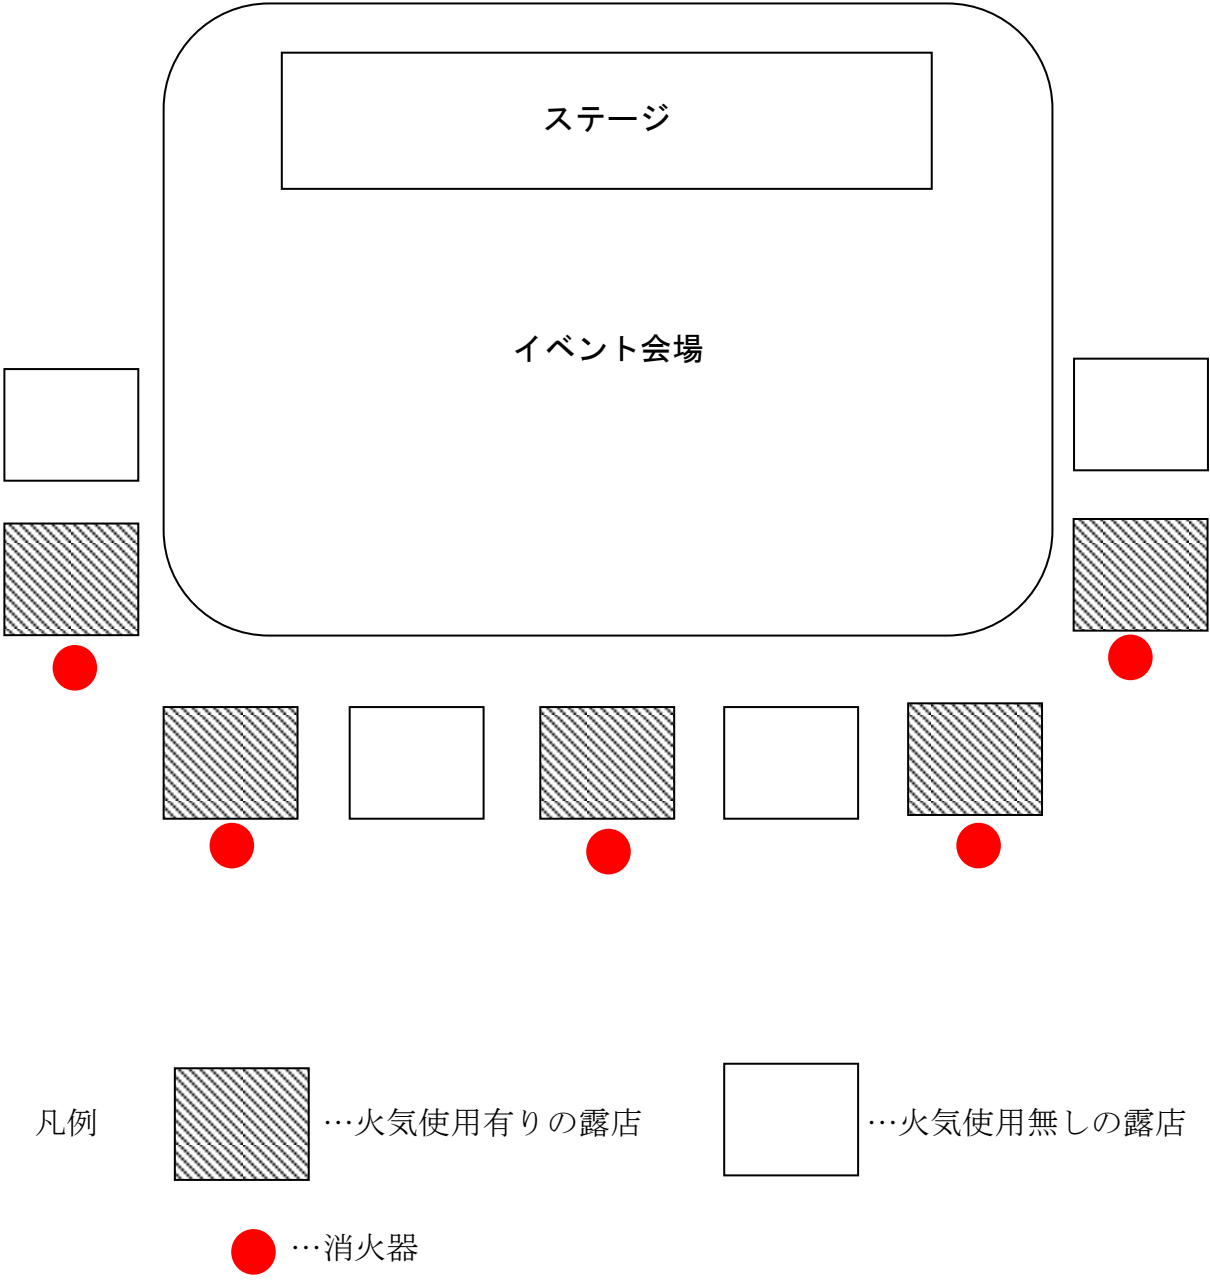 ステージ
イベント会場
凡例
…火気使用有りの露店
…火気使用無しの露店
…消火器